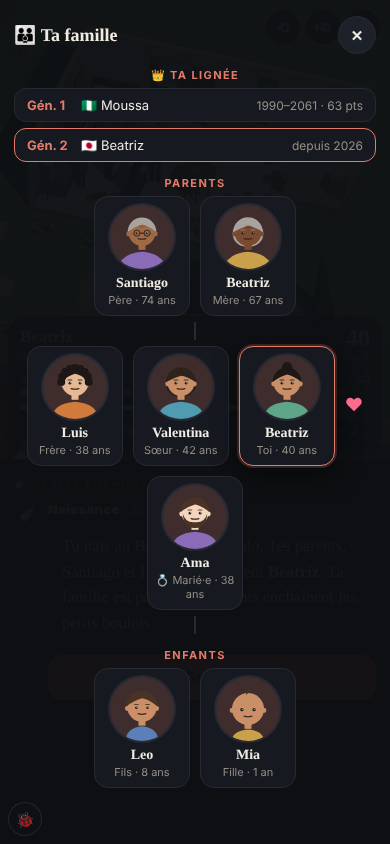 Ta famille
TA LIGNÉE
Gén. 1 Moussa 1990–2061 · 63 pts
Gén. 2 Beatriz depuis 2026
PARENTS
Santiago
Père · 74 ans
Beatriz
Mère · 67 ans
Luis
Frère · 38 ans
Valentina
Sœur · 42 ans
Beatriz
Toi · 40 ans
Ama
Marié·e · 38
ans
Naissance
ENFANTS
Leo
Fils · 8 ans
Mia
Fille · 1 an